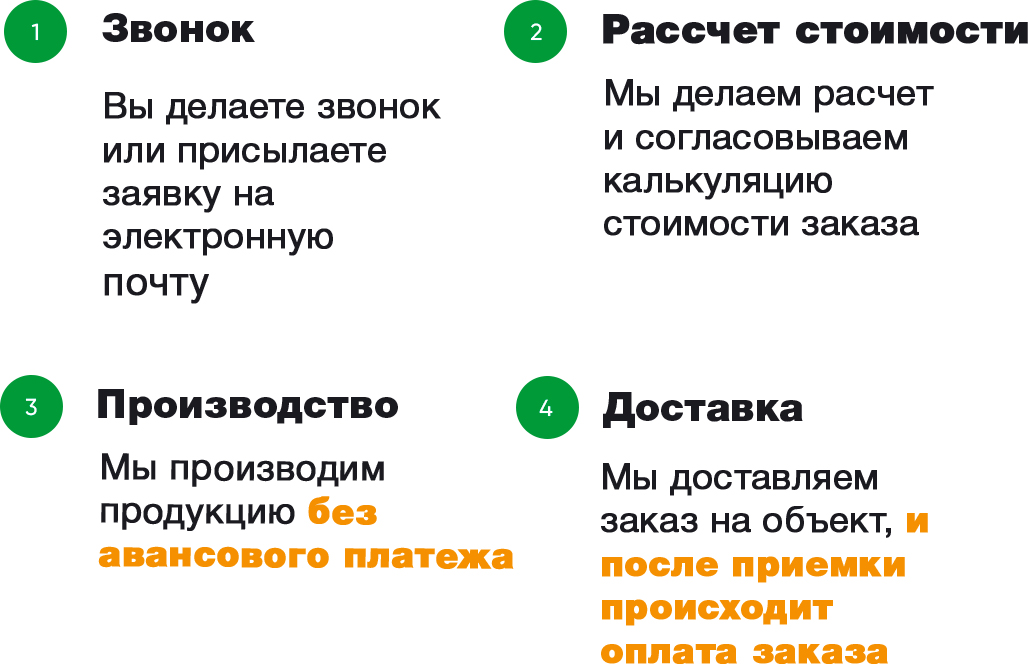 1
Звонок
Вы делаете звонок
или присылаете
заявку на
электронную
почту
2
Рассчет стоимости
Мы делаем расчет
и согласовываем
калькуляцию
стоимости заказа
3
Производство
Мы производим
продукцию без
авансового платежа
4
Доставка
Мы доставляем
заказ на объект, и
после приемки
происходит
оплата заказа